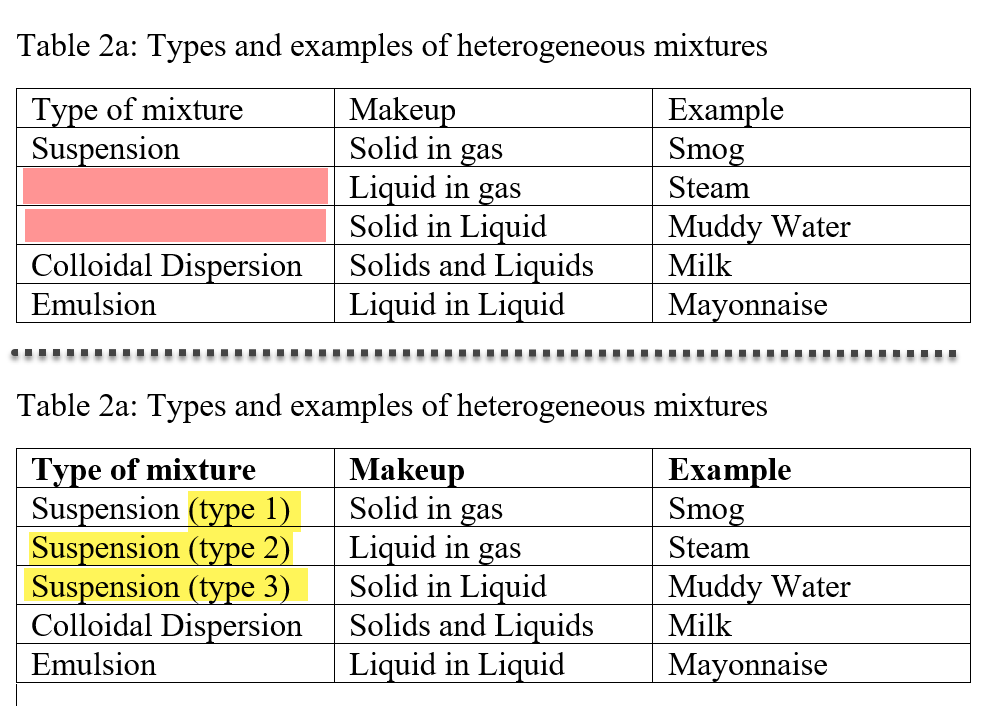 Table 2a: Types and examples of heterogeneous mixtures
Type of mixture Makeup Example
Suspension Solid in gas Smog
Liquid in gas Steam
Solid in Liquid Muddy Water
Colloidal Dispersion Solids and Liquids Milk
Emulsion Liquid in Liquid Mayonnaise
Table 2a: Types and examples of heterogeneous mixtures
Type of mixture Makeup Example
Suspension (type 1) Solid in gas Smog
Suspension (type 2) Liquid in gas Steam
Suspension (type 3) Solid in Liquid Muddy Water
Colloidal Dispersion Solids and Liquids Milk
Emulsion Liquid in Liquid Mayonnaise